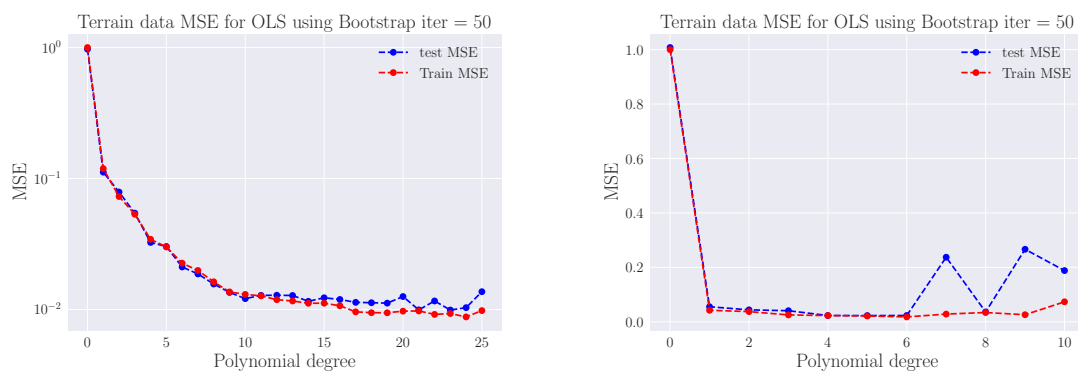 Terrain data MSE for OLS using Bootstrap iter = 50
10⁰
10⁻¹
10⁻²
MSE
test MSE
Train MSE
0 5 10 15 20 25
Polynomial degree
Terrain data MSE for OLS using Bootstrap iter = 50
1.0
0.8
0.6
0.4
0.2
0.0
MSE
test MSE
Train MSE
0 2 4 6 8 10
Polynomial degree